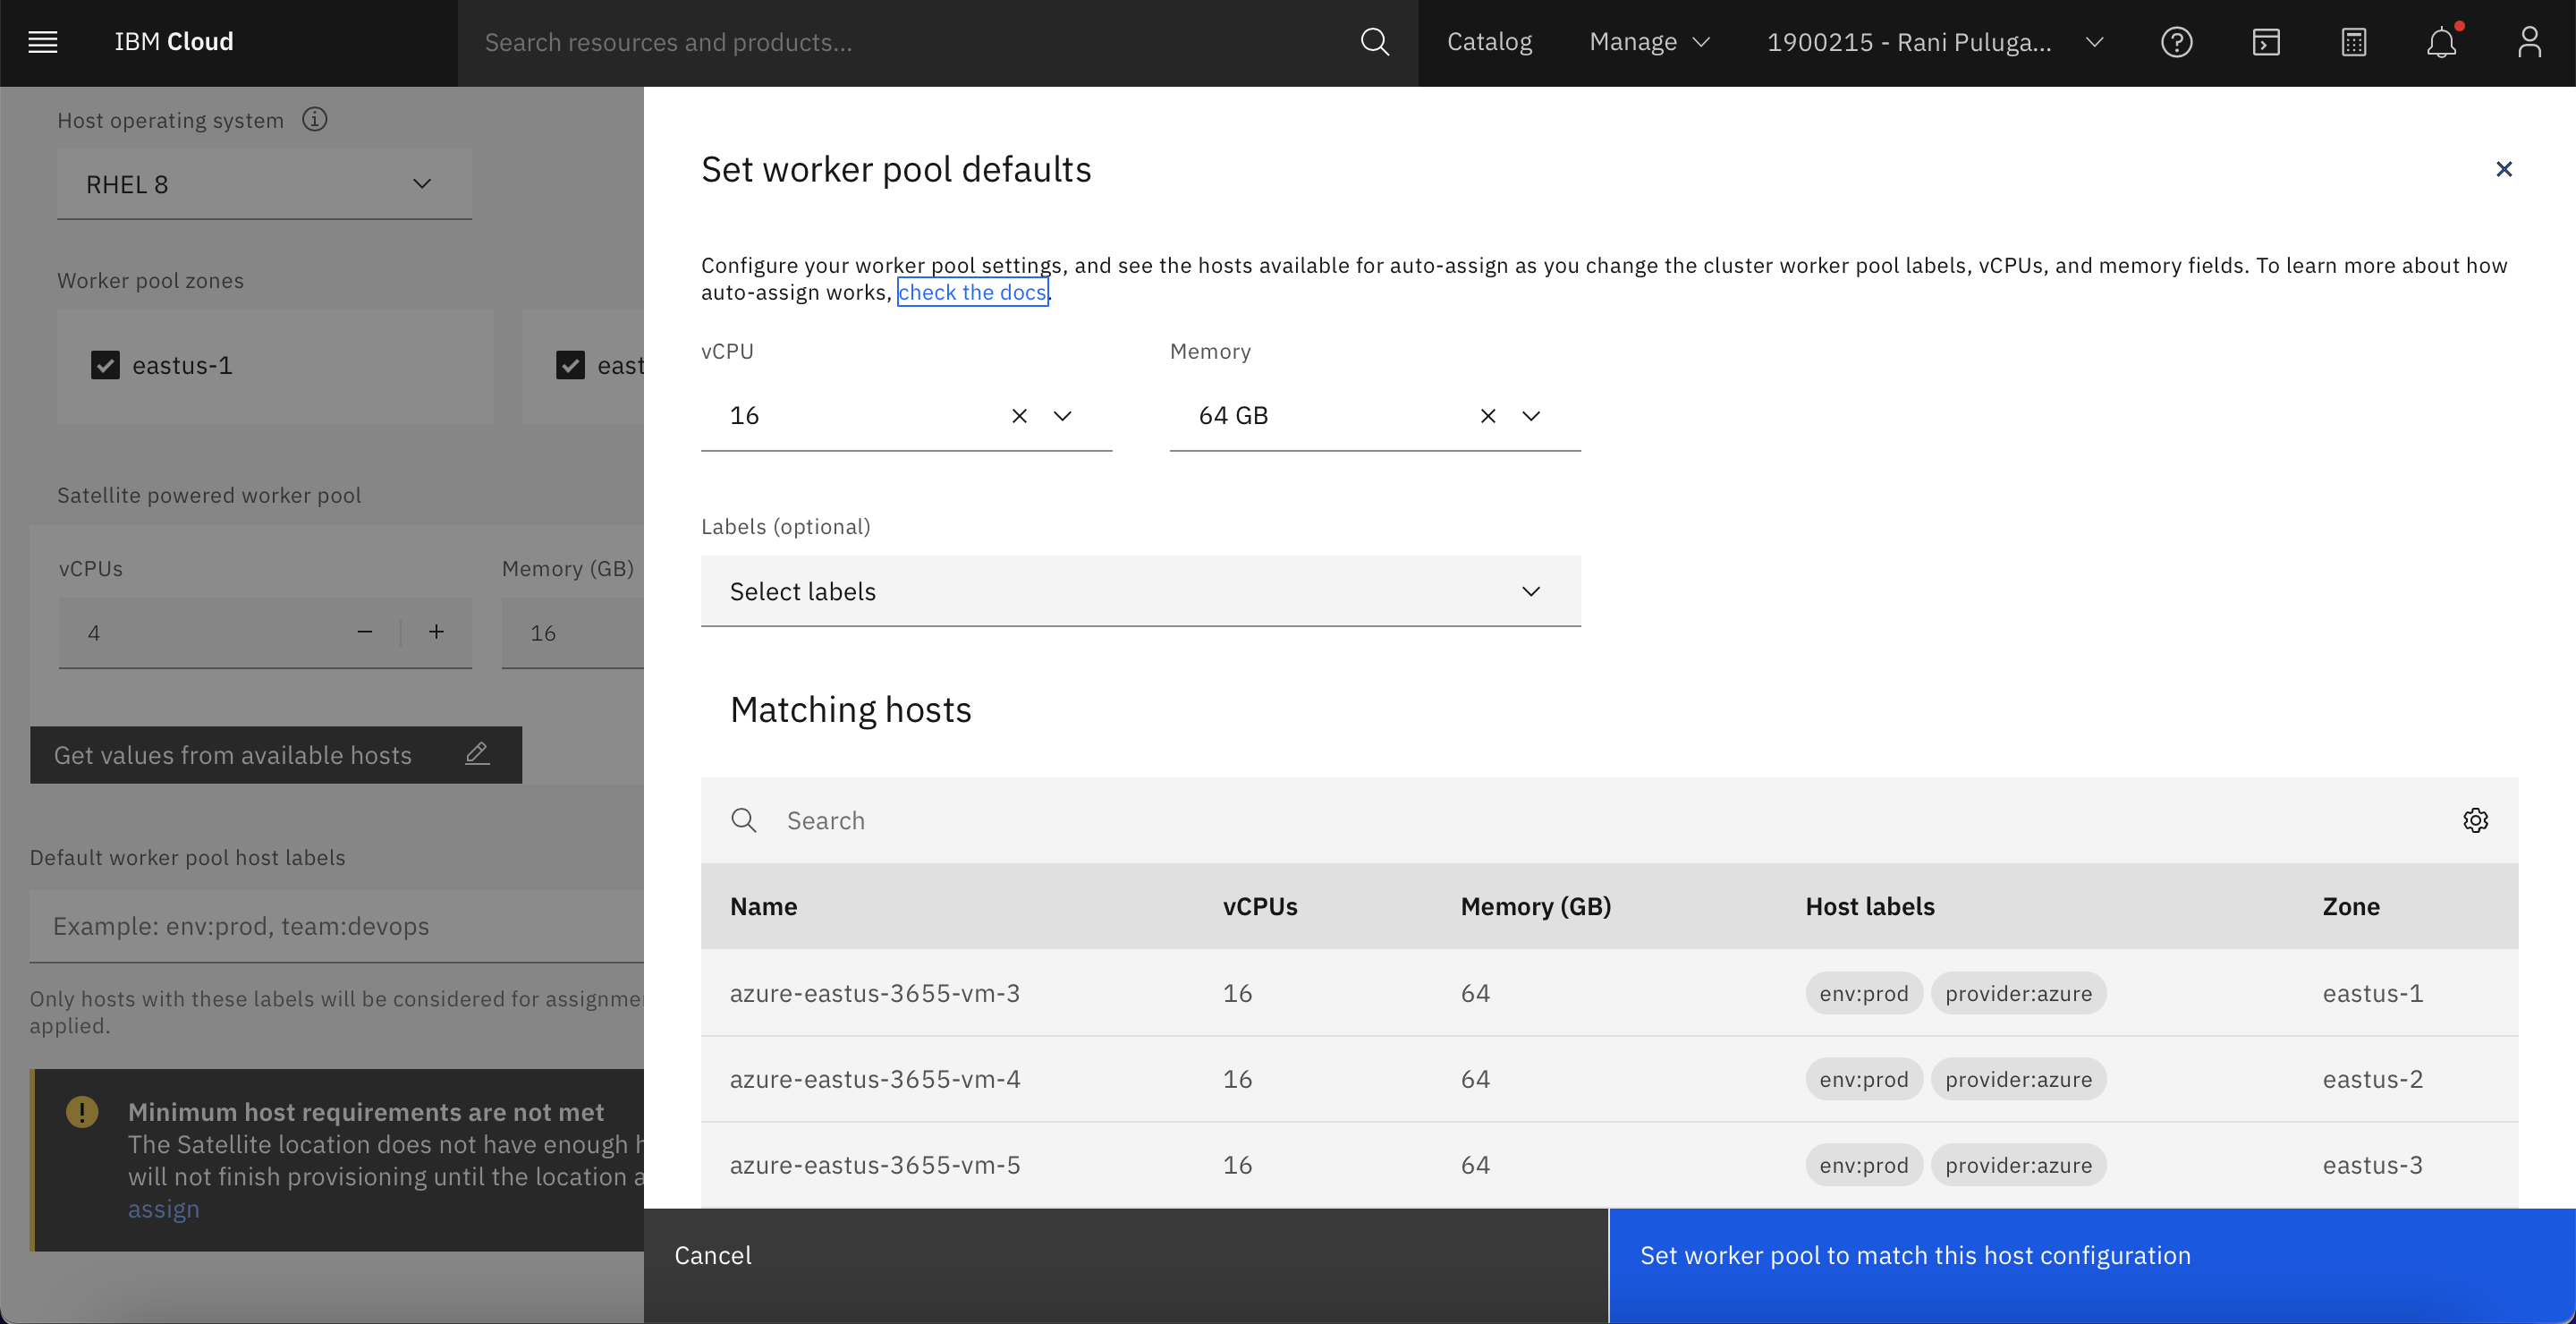 IBM Cloud
Search resources and products...
Catalog
Manage
1900215 - Rani Puluga...
Host operating system
RHEL 8
Worker pool zones
eastus-1
east
Satellite powered worker pool
vCPUs
Memory (GB)
4
16
Get values from available hosts
Default worker pool host labels
Example: env:prod, team:devops
Only hosts with these labels will be considered for assignme
applied.
Minimum host requirements are not met
The Satellite location does not have enough h
will not finish provisioning until the location a
assign
Set worker pool defaults
Configure your worker pool settings, and see the hosts available for auto-assign as you change the cluster worker pool labels, vCPUs, and memory fields. To learn more about how
auto-assign works, check the docs.
vCPU
Memory
16
64 GB
Labels (optional)
Select labels
Matching hosts
Search
Name vCPUs Memory (GB) Host labels Zone
azure-eastus-3655-vm-3 16 64 env:prod provider:azure eastus-1
azure-eastus-3655-vm-4 16 64 env:prod provider:azure eastus-2
azure-eastus-3655-vm-5 16 64 env:prod provider:azure eastus-3
Cancel
Set worker pool to match this host configuration